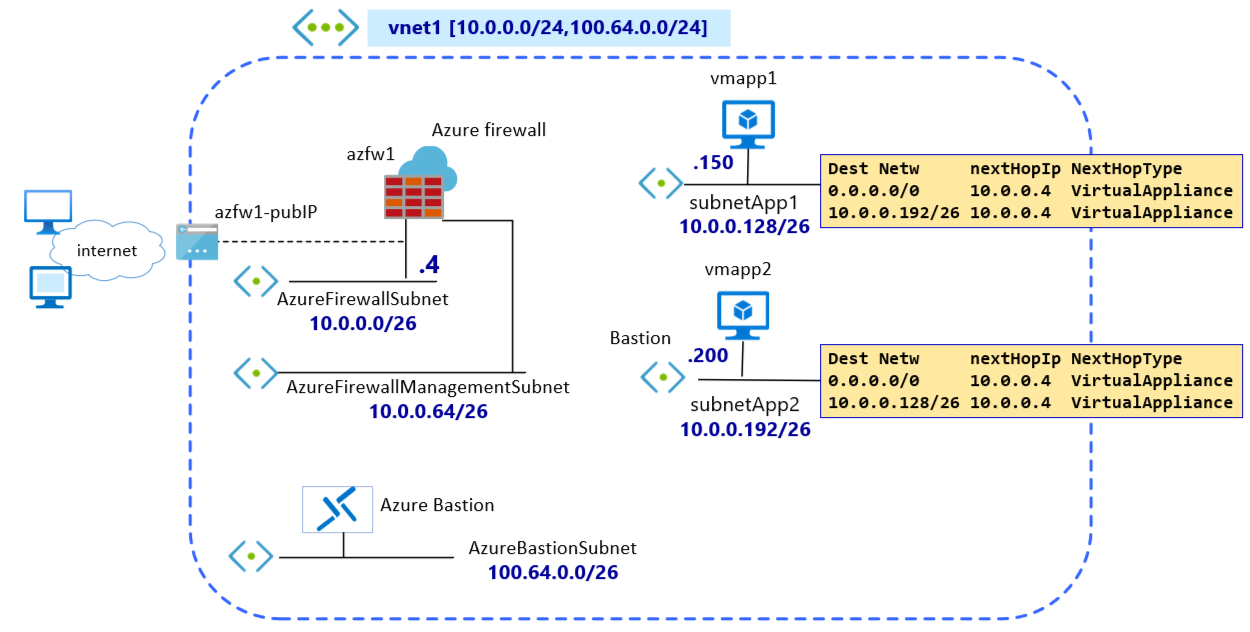 vnet1 [10.0.0.0/24,100.64.0.0/24]
vmapp1
Azure firewall
azfw1
.150
Dest Netw nextHopIp NextHopType
0.0.0.0/0 10.0.0.4 VirtualAppliance
10.0.0.192/26 10.0.0.4 VirtualAppliance
subnetApp1
10.0.0.128/26
azfw1-pubIP
internet
.4
AzureFirewallSubnet
10.0.0.0/26
vmapp2
Bastion
.200
Dest Netw nextHopIp NextHopType
0.0.0.0/0 10.0.0.4 VirtualAppliance
10.0.0.128/26 10.0.0.4 VirtualAppliance
subnetApp2
10.0.0.192/26
AzureFirewallManagementSubnet
10.0.0.64/26
Azure Bastion
AzureBastionSubnet
100.64.0.0/26